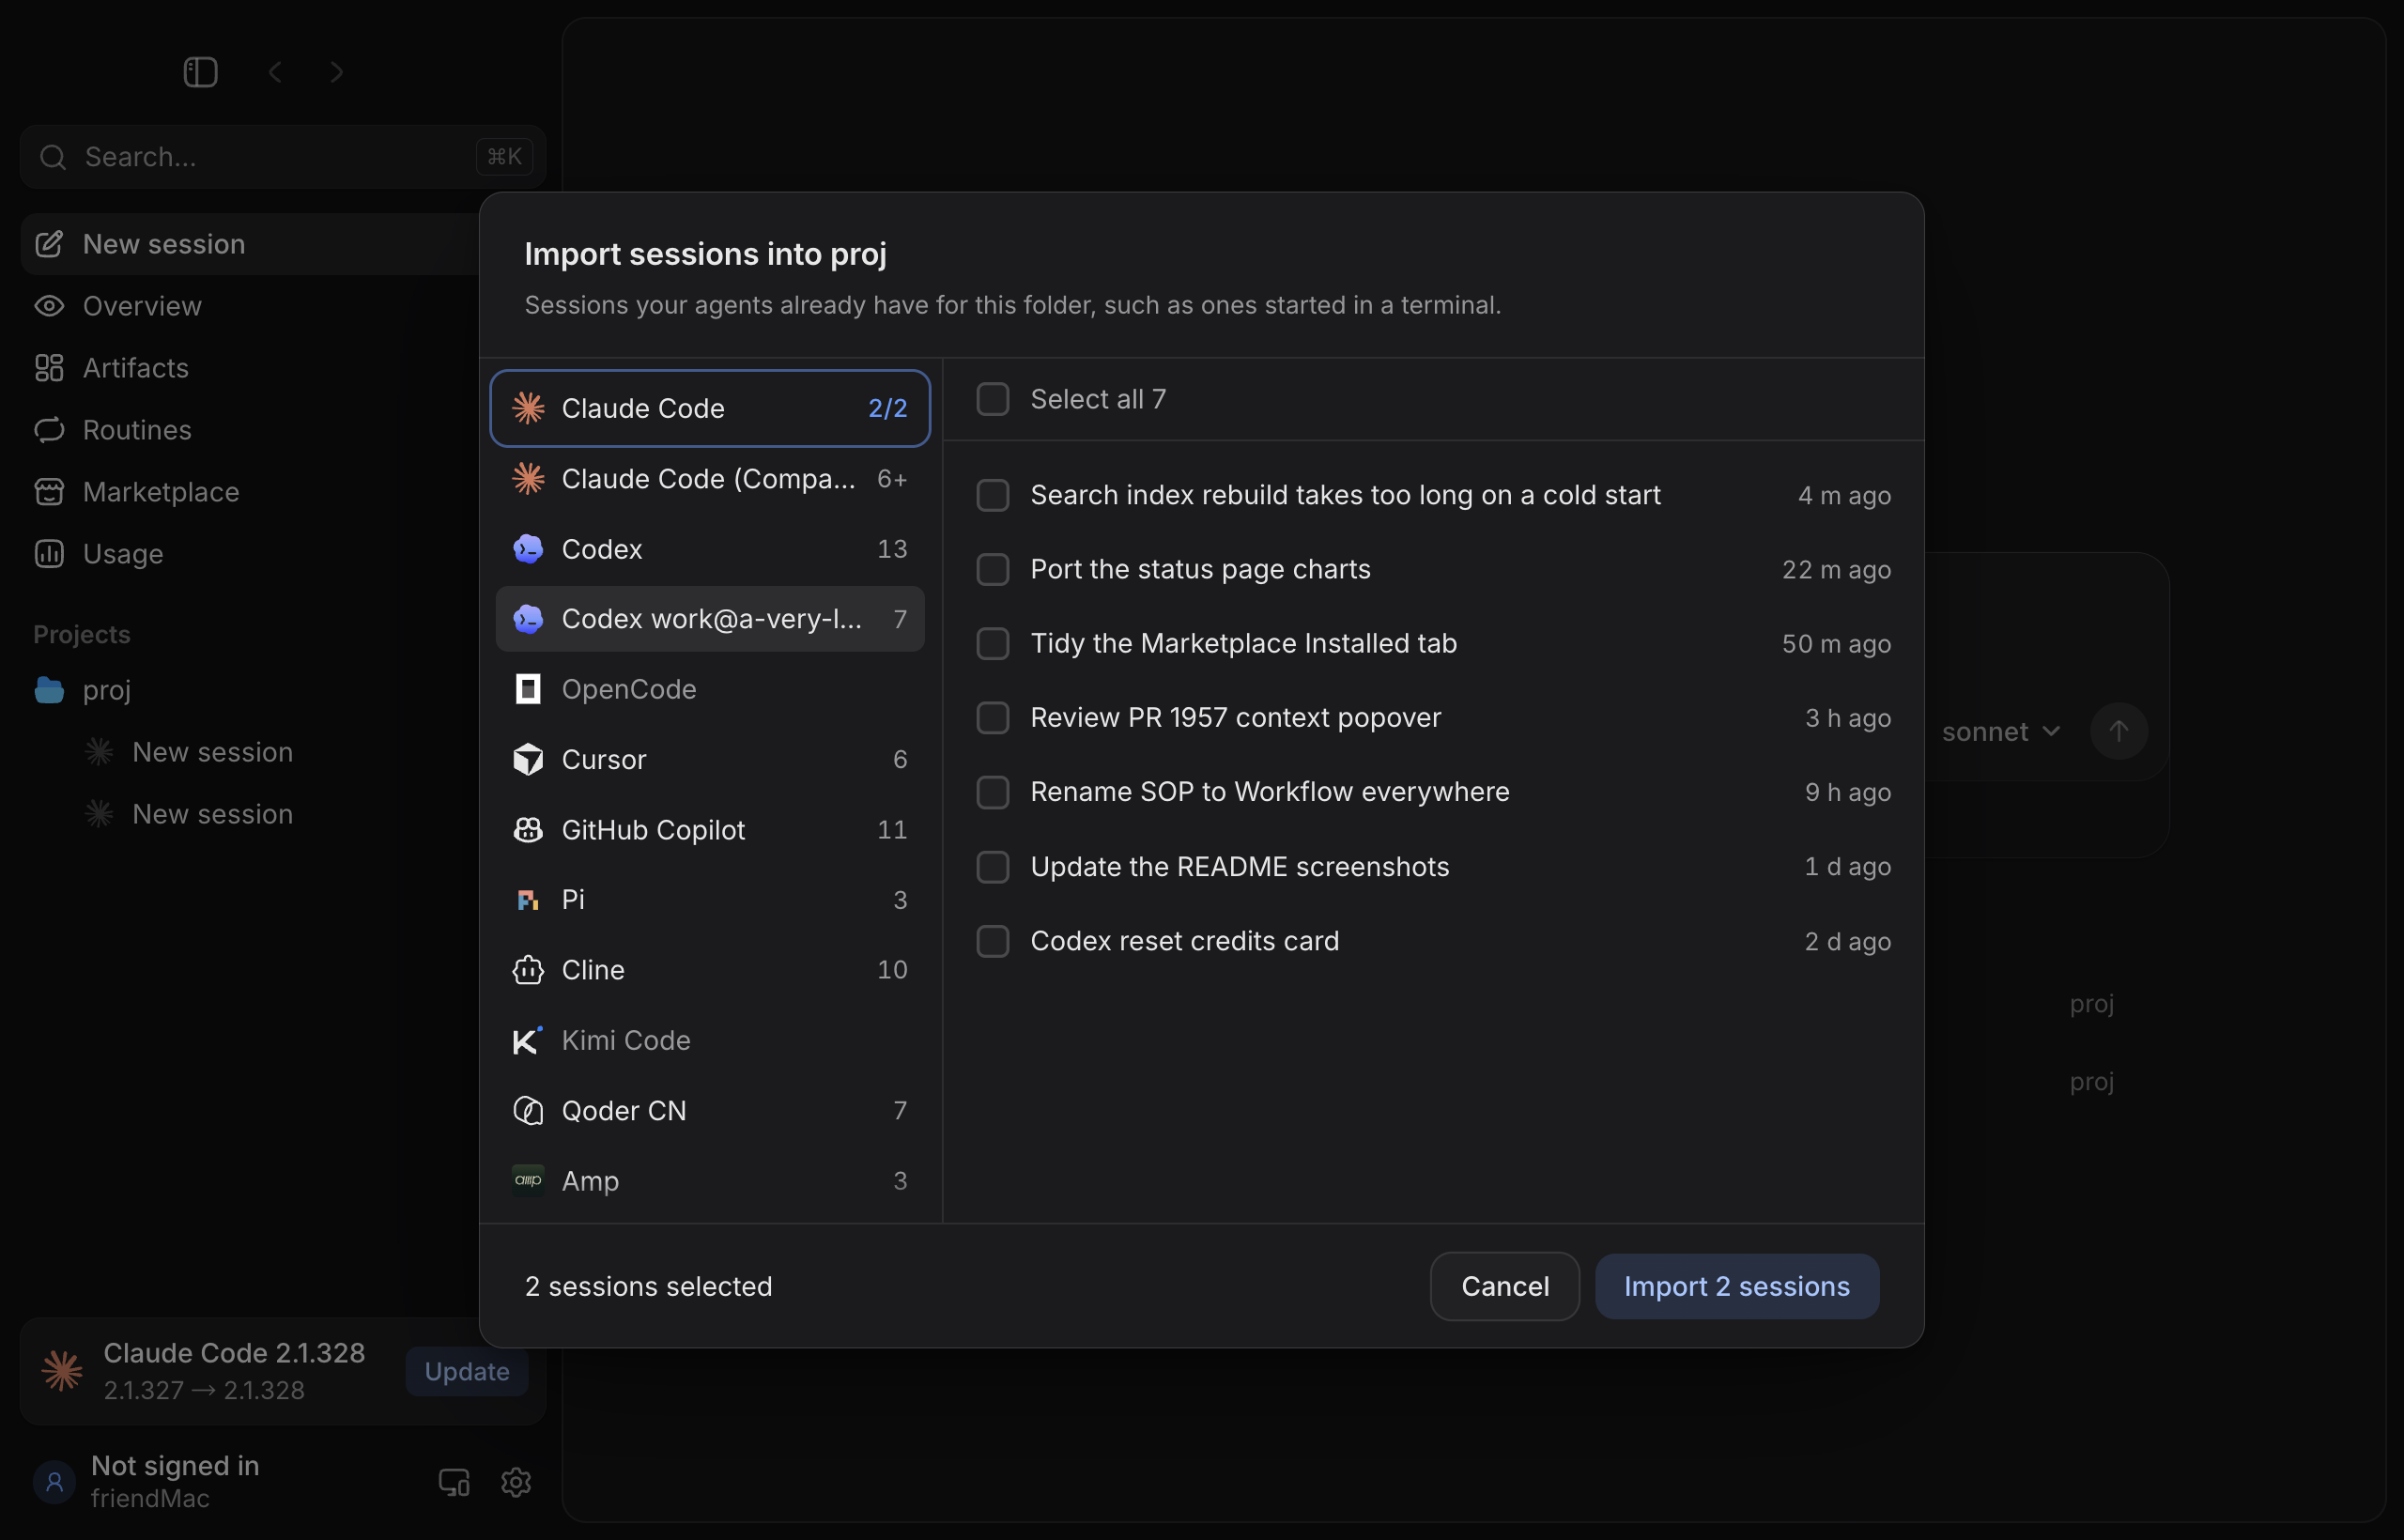 Search...
⌘K
New session
Overview
Artifacts
Routines
Marketplace
Usage
Projects
proj
New session
New session
Claude Code 2.1.328
2.1.327 → 2.1.328
Update
Not signed in
friendMac
Import sessions into proj
Sessions your agents already have for this folder, such as ones started in a terminal.
Claude Code 2/2
Claude Code (Compa... 6+
Codex 13
Codex work@a-very-l... 7
OpenCode
Cursor 6
GitHub Copilot 11
Pi 3
Cline 10
Kimi Code
Qoder CN 7
amp Amp 3
Select all 7
Search index rebuild takes too long on a cold start 4 m ago
Port the status page charts 22 m ago
Tidy the Marketplace Installed tab 50 m ago
Review PR 1957 context popover 3 h ago
Rename SOP to Workflow everywhere 9 h ago
Update the README screenshots 1 d ago
Codex reset credits card 2 d ago
2 sessions selected
Cancel
Import 2 sessions
sonnet
proj
proj